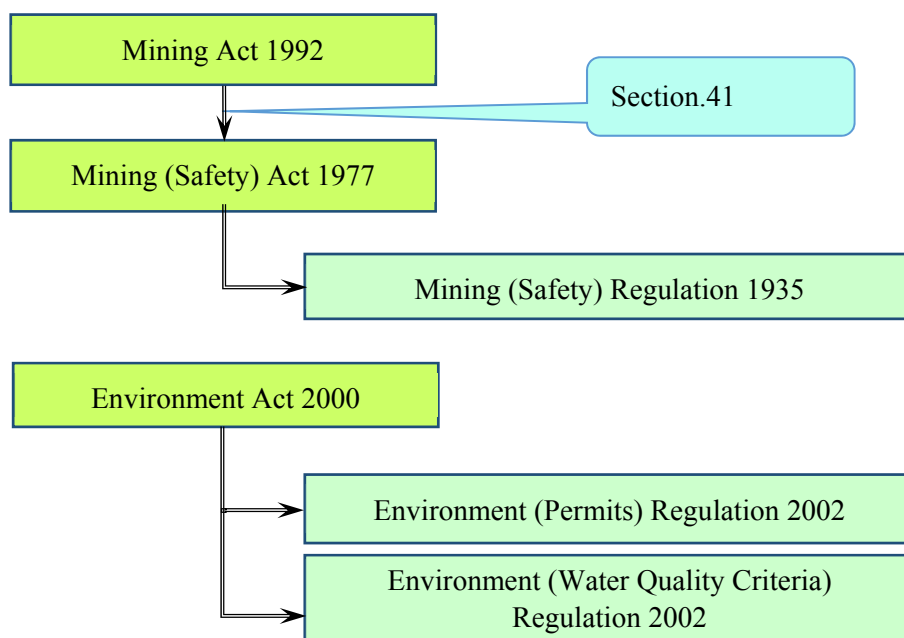 Mining Act 1992
Section.41
Mining (Safety) Act 1977
Mining (Safety) Regulation 1935
Environment Act 2000
Environment (Permits) Regulation 2002
Environment (Water Quality Criteria)
Regulation 2002